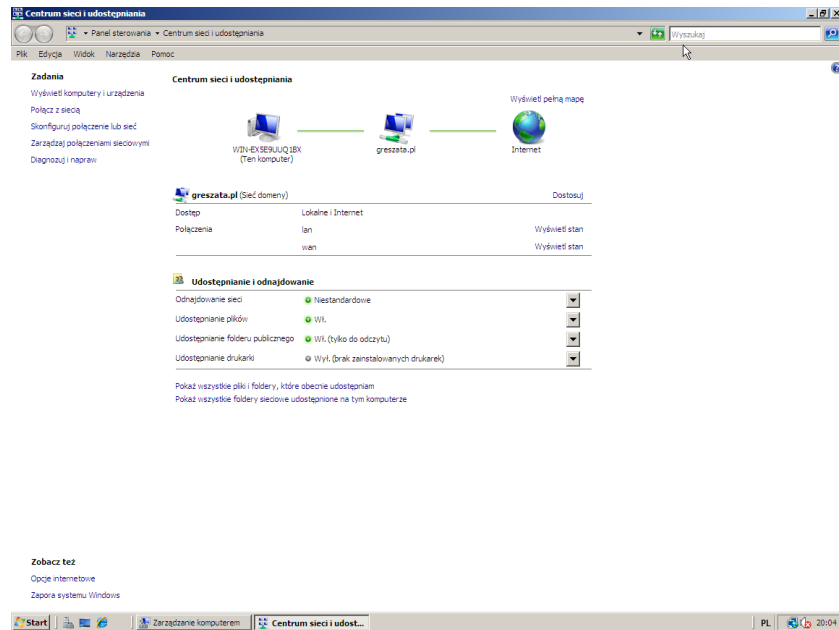 Centrum sieci i udostępniania
Panel sterowania Centrum sieci i udostępniania
Wyszukaj
Plik Edycja Widok Narzędzia Pomoc
Zadania
Wyświetl komputery i urządzenia
Połącz z siecią
Skonfiguruj połączenie lub sieć
Zarządzaj połączeniami sieciowymi
Diagnozuj i napraw
Centrum sieci i udostępniania
Wyświetl pełną mapę
WIN-EX5E9UUQ1BX
(Ten komputer)
greszata.pl
Internet
greszata.pl (Sieć domeny) Dostosuj
Dostęp Lokalne i Internet
Połączenia lan Wyświetl stan
wan Wyświetl stan
Udostępnianie i odnajdowanie
Odnajdowanie sieci Niestandardowe
Udostępnianie plików Wł.
Udostępnianie folderu publicznego Wł. (tylko do odczytu)
Udostępnianie drukarki Wył. (brak zainstalowanych drukarek)
Pokaż wszystkie pliki i foldery, które obecnie udostępniam
Pokaż wszystkie foldery sieciowe udostępnione na tym komputerze
Zobacz też
Opcje internetowe
Zapora systemu Windows
Start Zarządzanie komputerem Centrum sieci i udost... PL 20:04